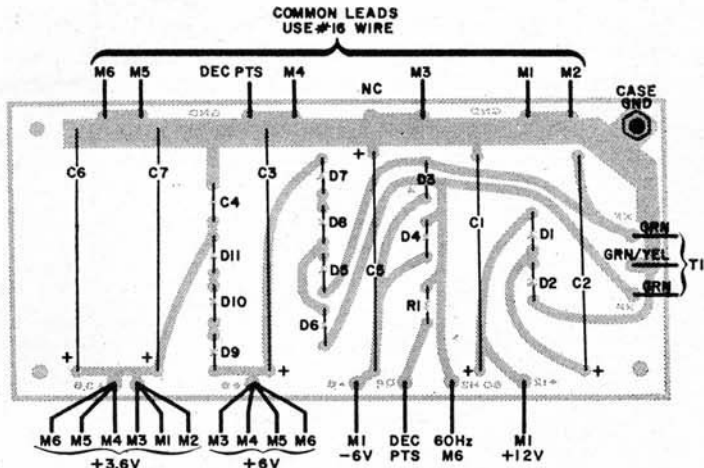 COMMON LEADS
USE #16 WIRE
M6 M5 DEC PTS M4 NC M3 M1 M2 CASE
GND
GND GND
C6 C7 C4 C3 D7 D3 C1
D8 D4 D1
D11 D5 C5 D2 C2
D10 D6 R1
D9
GRN
GRN/YEL
GRN
T1
+ + + + + +
M6 M5 M4 M3 M1 M2
+3.6V
M3 M4 M5 M6
+6V
M1
-6V
DEC
PTS
60Hz
M6
M1
+12V